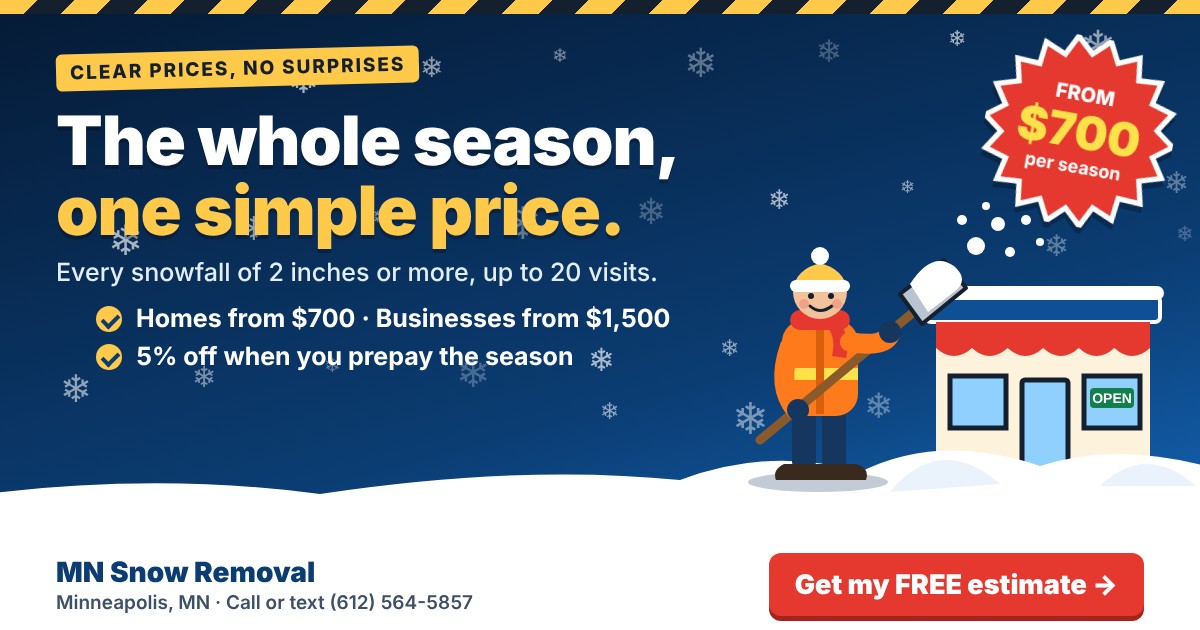 CLEAR PRICES, NO SURPRISES
FROM
$700
per season
The whole season,
one simple price.
Every snowfall of 2 inches or more, up to 20 visits.
Homes from $700 · Businesses from $1,500
5% off when you prepay the season
OPEN
MN Snow Removal
Minneapolis, MN · Call or text (612) 564-5857
Get my FREE estimate →